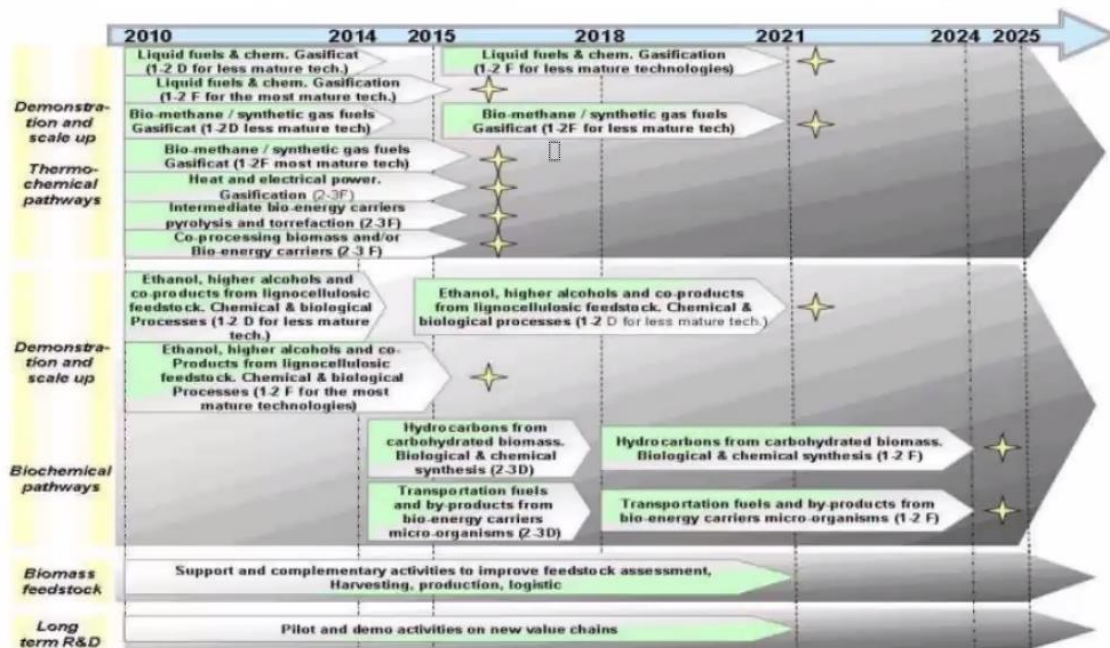 2010 2014 2015 2018 2021 2024 2025
Demonstra-
tion and
scale up
Thermo-
chemical
pathways
Liquid fuels & chem. Gasificat
(1-2 D for less mature tech.)
Liquid fuels & chem. Gasification
(1-2 F for less mature technologies)
Liquid fuels & chem. Gasification
(1-2 F for the most mature tech.)
Bio-methane / synthetic gas fuels
Gasificat (1-2D less mature tech)
Bio-methane / synthetic gas fuels
Gasificat (1-2F for less mature tech)
Bio-methane / synthetic gas fuels
Gasificat (1-2F most mature tech)
Heat and electrical power.
Gasification (2-3F)
Intermediate bio-energy carriers
pyrolysis and torrefaction (2-3F)
Co-processing biomass and/or
Bio-energy carriers (2-3 F)
Demonstra-
tion and
scale up
Biochemical
pathways
Ethanol, higher alcohols and
co-products from lignocellulosic
feedstock. Chemical & biological
Processes (1-2 D for less mature
tech.)
Ethanol, higher alcohols and co-products
from lignocellulosic feedstock. Chemical &
biological processes (1-2 D for less mature tech.)
Ethanol, higher alcohols and co-
Products from lignocellulosic
feedstock. Chemical & biological
Processes (1-2 F for the most
mature technologies)
Hydrocarbons from
carbohydrated biomass.
Biological & chemical
synthesis (2-3D)
Hydrocarbons from carbohydrated biomass.
Biological & chemical synthesis (1-2 F)
Transportation fuels
and by-products from
bio-energy carriers
micro-organisms (2-3D)
Transportation fuels and by-products from
bio-energy carriers micro-organisms (1-2 F)
Biomass
feedstock
Support and complementary activities to improve feedstock assessment,
Harvesting, production, logistic
Long
term R&D
Pilot and demo activities on new value chains